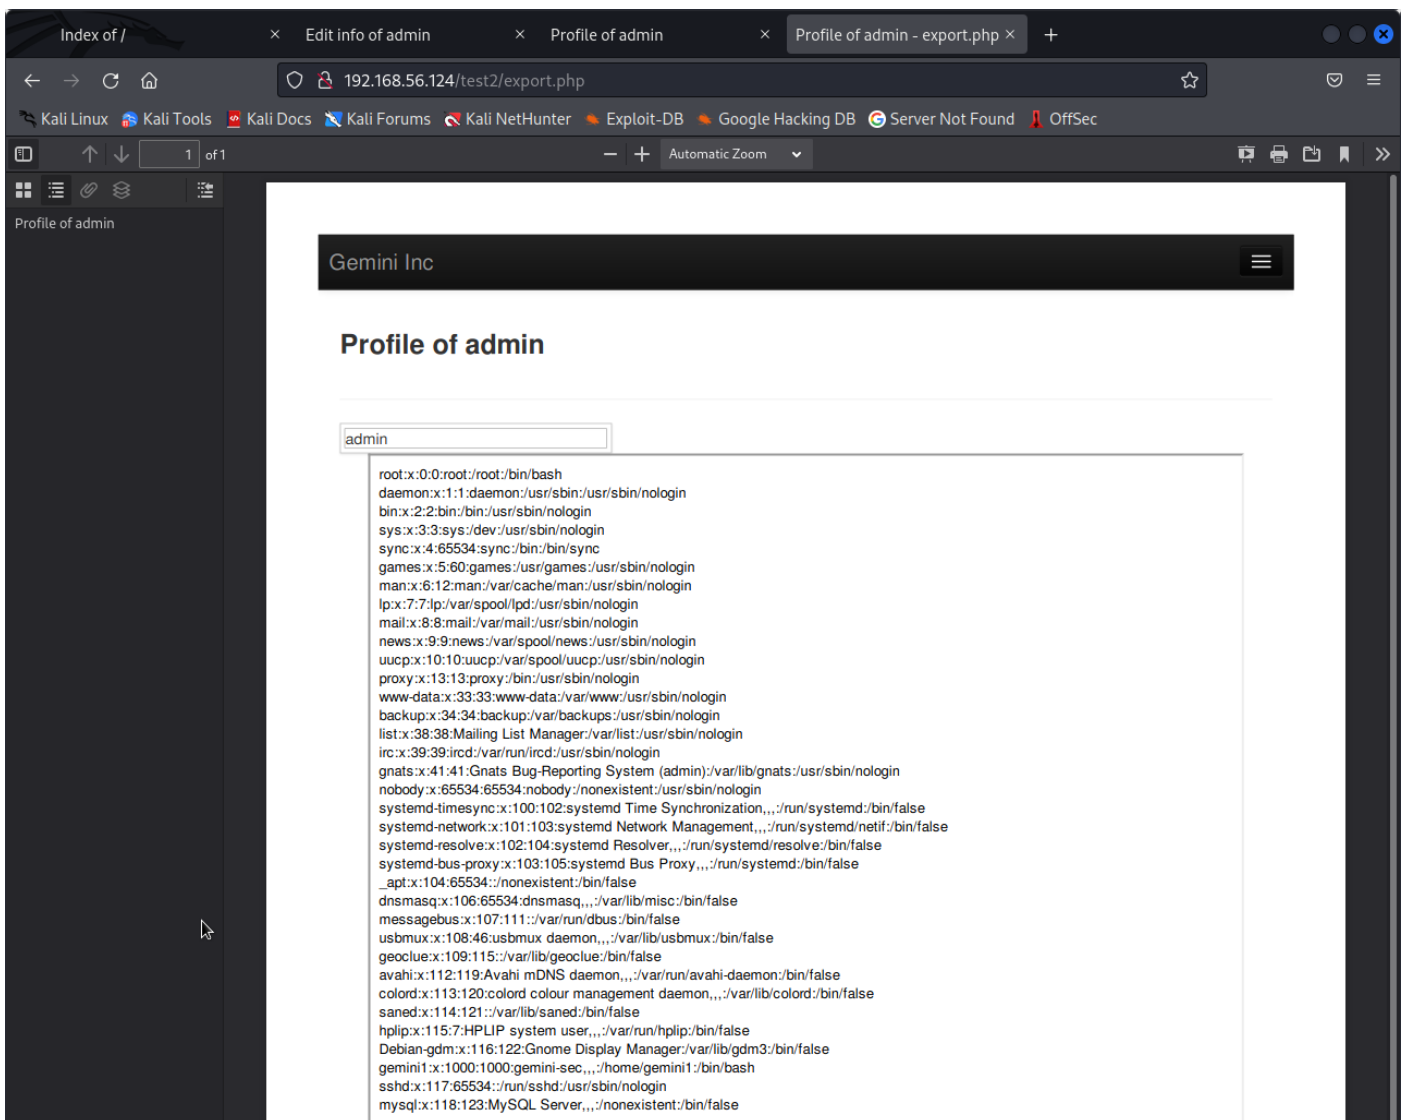 Index of /
Edit info of admin
Profile of admin
Profile of admin - export.php
192.168.56.124/test2/export.php
Kali Linux Kali Tools Kali Docs Kali Forums Kali NetHunter Exploit-DB Google Hacking DB Server Not Found OffSec
1 of 1
Automatic Zoom
Profile of admin
Gemini Inc
Profile of admin
admin
root:x:0:0:root:/root:/bin/bash
daemon:x:1:1:daemon:/usr/sbin:/usr/sbin/nologin
bin:x:2:2:bin:/bin:/usr/sbin/nologin
sys:x:3:3:sys:/dev:/usr/sbin/nologin
sync:x:4:65534:sync:/bin:/bin/sync
games:x:5:60:games:/usr/games:/usr/sbin/nologin
man:x:6:12:man:/var/cache/man:/usr/sbin/nologin
lp:x:7:7:lp:/var/spool/lpd:/usr/sbin/nologin
mail:x:8:8:mail:/var/mail:/usr/sbin/nologin
news:x:9:9:news:/var/spool/news:/usr/sbin/nologin
uucp:x:10:10:uucp:/var/spool/uucp:/usr/sbin/nologin
proxy:x:13:13:proxy:/bin:/usr/sbin/nologin
www-data:x:33:33:www-data:/var/www:/usr/sbin/nologin
backup:x:34:34:backup:/var/backups:/usr/sbin/nologin
list:x:38:38:Mailing List Manager:/var/list:/usr/sbin/nologin
irc:x:39:39:ircd:/var/run/ircd:/usr/sbin/nologin
gnats:x:41:41:Gnats Bug-Reporting System (admin):/var/lib/gnats:/usr/sbin/nologin
nobody:x:65534:65534:nobody:/nonexistent:/usr/sbin/nologin
systemd-timesync:x:100:102:systemd Time Synchronization,,,:/run/systemd:/bin/false
systemd-network:x:101:103:systemd Network Management,,,:/run/systemd/netif:/bin/false
systemd-resolve:x:102:104:systemd Resolver,,,:/run/systemd/resolve:/bin/false
systemd-bus-proxy:x:103:105:systemd Bus Proxy,,,:/run/systemd:/bin/false
_apt:x:104:65534::/nonexistent:/bin/false
dnsmasq:x:106:65534:dnsmasq,,,:/var/lib/misc:/bin/false
messagebus:x:107:111::/var/run/dbus:/bin/false
usbmux:x:108:46:usbmux daemon,,,:/var/lib/usbmux:/bin/false
geoclue:x:109:115::/var/lib/geoclue:/bin/false
avahi:x:112:119:Avahi mDNS daemon,,,:/var/run/avahi-daemon:/bin/false
colord:x:113:120:colord colour management daemon,,,:/var/lib/colord:/bin/false
saned:x:114:121::/var/lib/saned:/bin/false
hplip:x:115:7:HPLIP system user,,,:/var/run/hplip:/bin/false
Debian-gdm:x:116:122:Gnome Display Manager:/var/lib/gdm3:/bin/false
gemini1:x:1000:1000:gemini-sec,,,:/home/gemini1:/bin/bash
sshd:x:117:65534::/run/sshd:/usr/sbin/nologin
mysql:x:118:123:MySQL Server,,,:/nonexistent:/bin/false